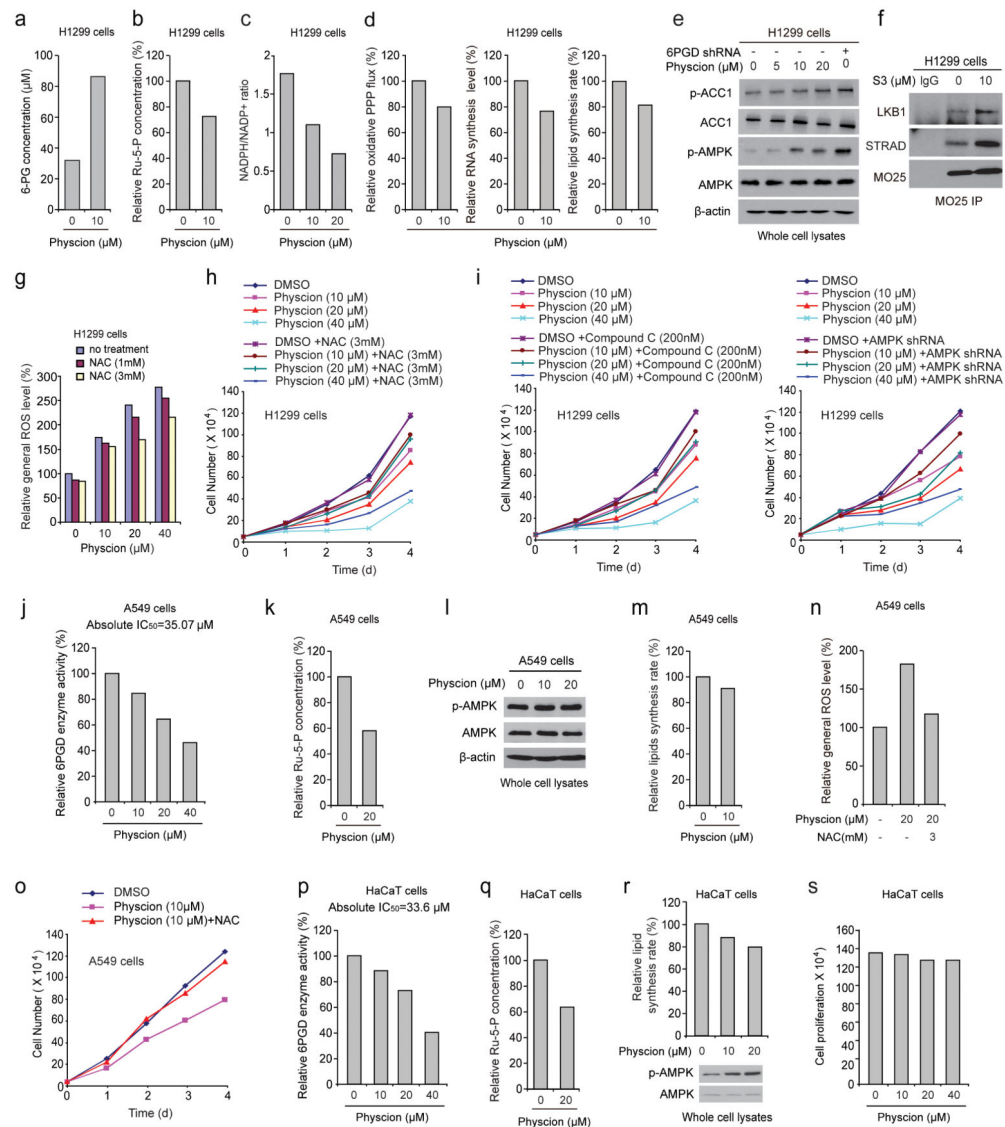 a
H1299 cells
6-PG concentration (µM)
100
80
60
40
20
0
0 10
Physcion (µM)
b
H1299 cells
Relative Ru-5-P concentration (%)
120
100
80
60
40
20
0
0 10
Physcion (µM)
c
H1299 cells
NADPH/NADP+ ratio
2
1.5
1
0.5
0
0 10 20
Physcion (µM)
d
H1299 cells
Relative oxidative PPP flux (%)
120
100
80
60
40
20
0
0 10
Relative RNA synthesis level (%)
120
100
80
60
40
20
0
0 10
Relative lipid synthesis rate (%)
120
100
80
60
40
20
0
0 10
Physcion (µM)
e
H1299 cells
6PGD shRNA +
Physcion (µM) 0 5 10 20 0
p-ACC1
ACC1
p-AMPK
AMPK
β-actin
Whole cell lysates
f
H1299 cells
S3 (µM) IgG 0 10
LKB1
STRAD
MO25
MO25 IP
g
H1299 cells
no treatment
NAC (1mM)
NAC (3mM)
Relative general ROS level (%)
300
250
200
150
100
50
0
0 10 20 40
Physcion (µM)
h
DMSO
Physcion (10 µM)
Physcion (20 µM)
Physcion (40 µM)
DMSO +NAC (3mM)
Physcion (10 µM) +NAC (3mM)
Physcion (20 µM) +NAC (3mM)
Physcion (40 µM) +NAC (3mM)
H1299 cells
Cell Number ( X 10⁴)
140
120
100
80
60
40
20
0
0 1 2 3 4
Time (d)
i
DMSO
Physcion (10 µM)
Physcion (20 µM)
Physcion (40 µM)
DMSO +Compound C (200nM)
Physcion (10 µM) +Compound C (200nM)
Physcion (20 µM) +Compound C (200nM)
Physcion (40 µM) +Compound C (200nM)
H1299 cells
Cell Number ( X 10⁴)
140
120
100
80
60
40
20
0
0 1 2 3 4
Time (d)
DMSO
Physcion (10 µM)
Physcion (20 µM)
Physcion (40 µM)
DMSO +AMPK shRNA
Physcion (10 µM) +AMPK shRNA
Physcion (20 µM) +AMPK shRNA
Physcion (40 µM) +AMPK shRNA
H1299 cells
Cell Number ( X 10⁴)
140
120
100
80
60
40
20
0
0 1 2 3 4
Time (d)
j
A549 cells
Absolute IC₅₀=35.07 µM
Relative 6PGD enzyme activity (%)
120
100
80
60
40
20
0
0 10 20 40
Physcion (µM)
k
A549 cells
Relative Ru-5-P concentration (%)
120
100
80
60
40
20
0
0 20
Physcion (µM)
l
A549 cells
Physcion (µM) 0 10 20
p-AMPK
AMPK
β-actin
Whole cell lysates
m
A549 cells
Relative lipids synthesis rate (%)
120
100
80
60
40
20
0
0 10
Physcion (µM)
n
A549 cells
Relative general ROS level (%)
200
150
100
50
0
Physcion (µM) - 20 20
NAC(mM) - - 3
o
DMSO
Physcion (10µM)
Physcion (10 µM)+NAC
A549 cells
Cell Number ( X 10⁴)
140
120
100
80
60
40
20
0
0 1 2 3 4
Time (d)
p
HaCaT cells
Absolute IC₅₀=33.6 µM
Relative 6PGD enzyme activity (%)
120
100
80
60
40
20
0
0 10 20 40
Physcion (µM)
q
HaCaT cells
Relative Ru-5-P concentration (%)
120
100
80
60
40
20
0
0 20
Physcion (µM)
r
HaCaT cells
Relative lipid
synthesis rate (%)
100
80
60
40
20
0
Physcion (µM) 0 10 20
p-AMPK
AMPK
Whole cell lysates
s
HaCaT cells
Cell proliferation X 10⁴)
160
140
120
100
80
60
40
20
0
0 10 20 40
Physcion (µM)